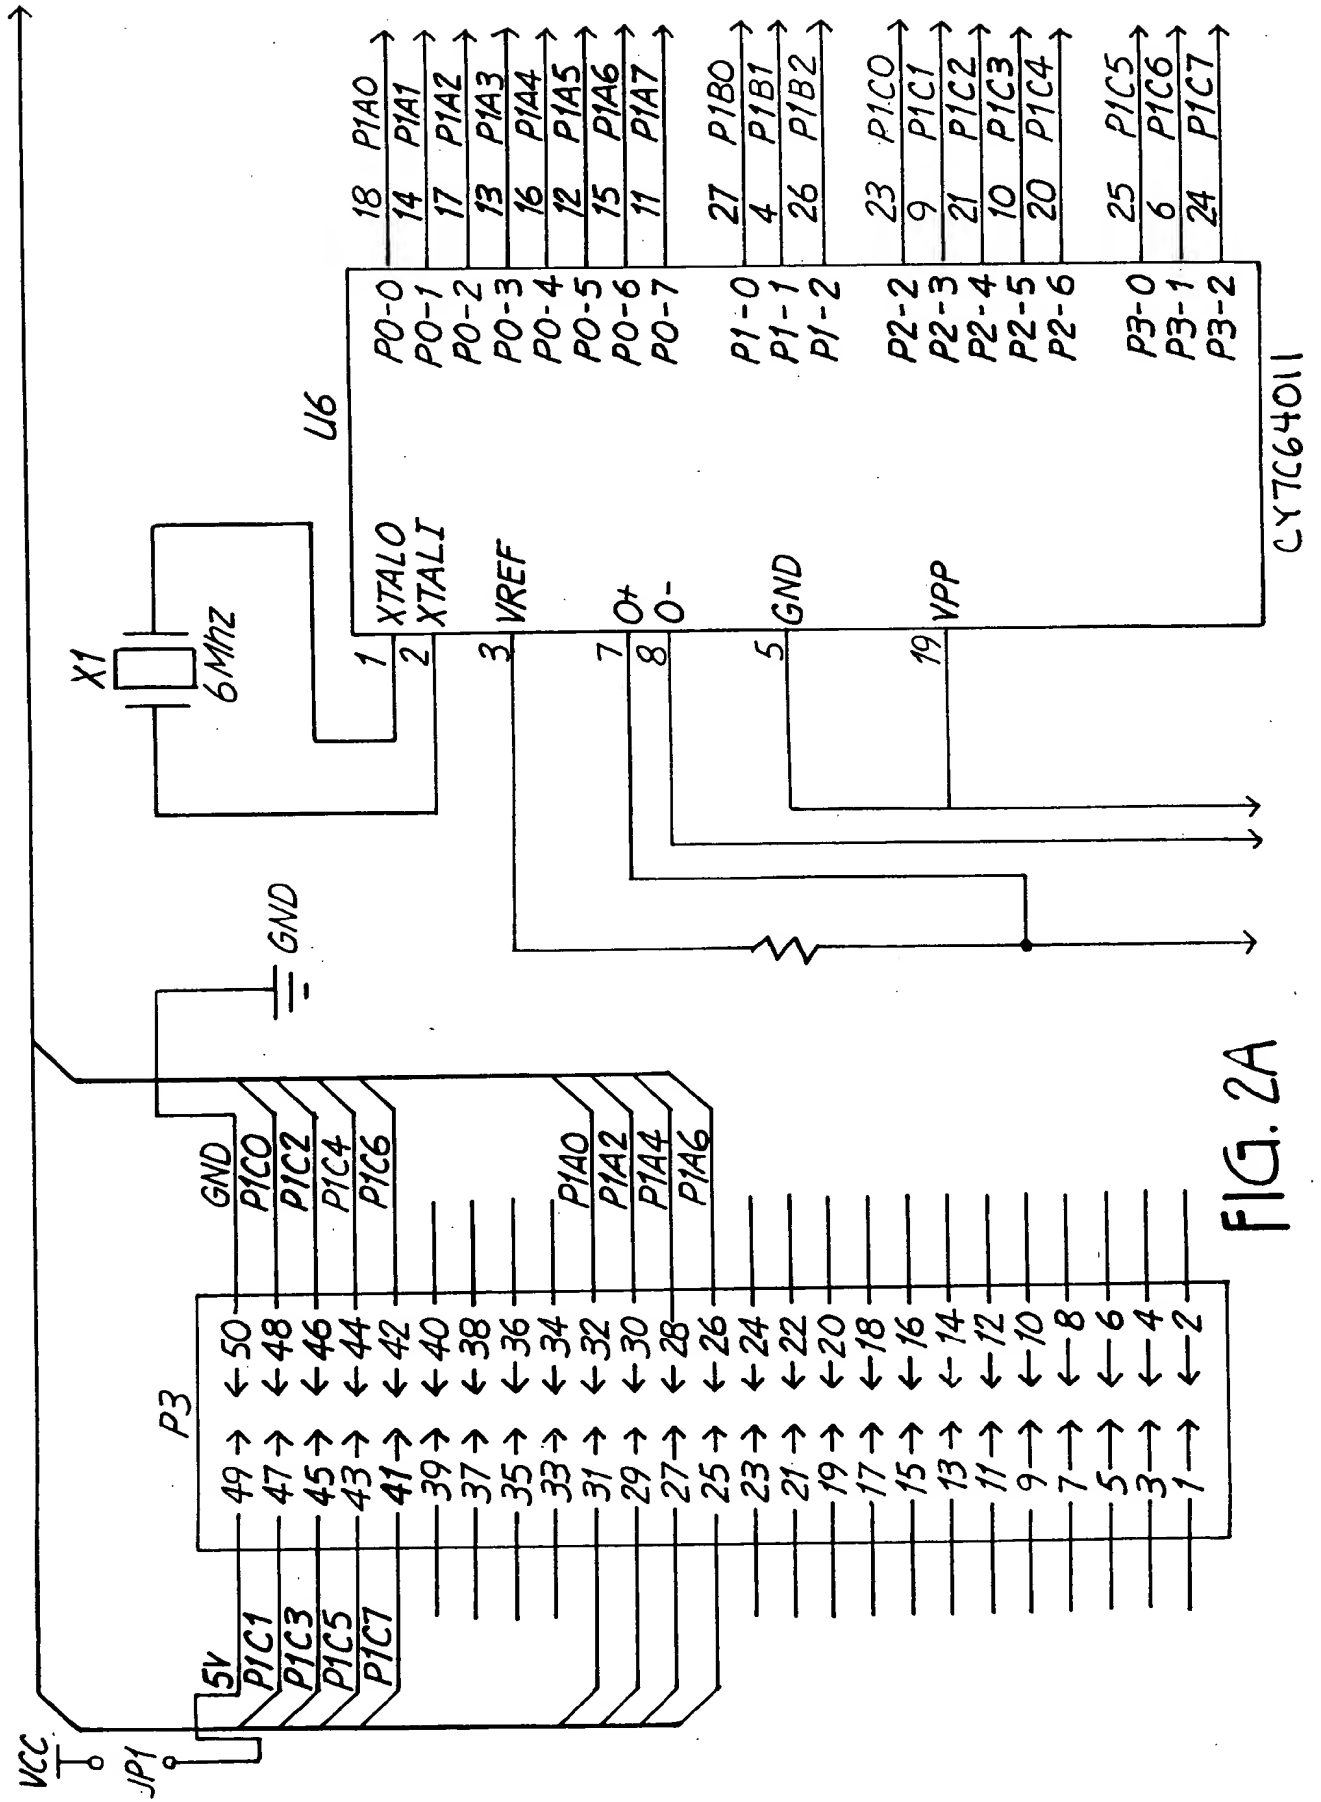 VCC
JP1
5V
P1C1
P1C3
P1C5
P1C7
P3
49 50
47 48
45 46
43 44
41 42
39 40
37 38
35 36
33 34
31 32
29 30
27 28
25 26
23 24
21 22
19 20
17 18
15 16
13 14
11 12
9 10
7 8
5 6
3 4
1 2
GND
P1C0
P1C2
P1C4
P1C6
P1A0
P1A2
P1A4
P1A6
GND
X1
6Mhz
U6
1 XTALO
2 XTALI
3 VREF
7 O+
8 O-
5 GND
19 VPP
PO-0 18 P1A0
PO-1 14 P1A1
PO-2 17 P1A2
PO-3 13 P1A3
PO-4 16 P1A4
PO-5 12 P1A5
PO-6 15 P1A6
PO-7 11 P1A7
P1-0 27 P1B0
P1-1 4 P1B1
P1-2 26 P1B2
P2-2 23 P1C0
P2-3 9 P1C1
P2-4 21 P1C2
P2-5 10 P1C3
P2-6 20 P1C4
P3-0 25 P1C5
P3-1 6 P1C6
P3-2 24 P1C7
CY7C64011
FIG. 2A